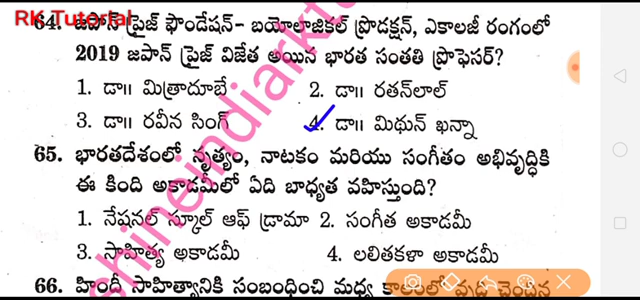 RK Tutorial
64. జపాన్ ప్రైజ్ ఫౌండేషన్- బయోలాజికల్ ప్రొడక్షన్, ఎకాలజీ రంగంలో
2019 జపాన్ ప్రైజ్ విజేత అయిన భారత సంతతి ప్రొఫెసర్?
1. డా॥ మిత్రాదూబే 2. డా॥ రతన్‌లాల్
3. డా॥ రవీన సింగ్ 4. డా॥ మిథున్ ఖన్నా
65. భారతదేశంలో నృత్యం, నాటకం మరియు సంగీతం అభివృద్ధికి
ఈ కింది అకాడమీలో ఏది బాధ్యత వహిస్తుంది?
1. నేషనల్ స్కూల్ ఆఫ్ డ్రామా 2. సంగీత అకాడమీ
3. సాహిత్య అకాడమీ 4. లలితకళా అకాడమీ
66. హిందీ సాహిత్యానికి సంబంధించి మధ్య
shineindiarkt